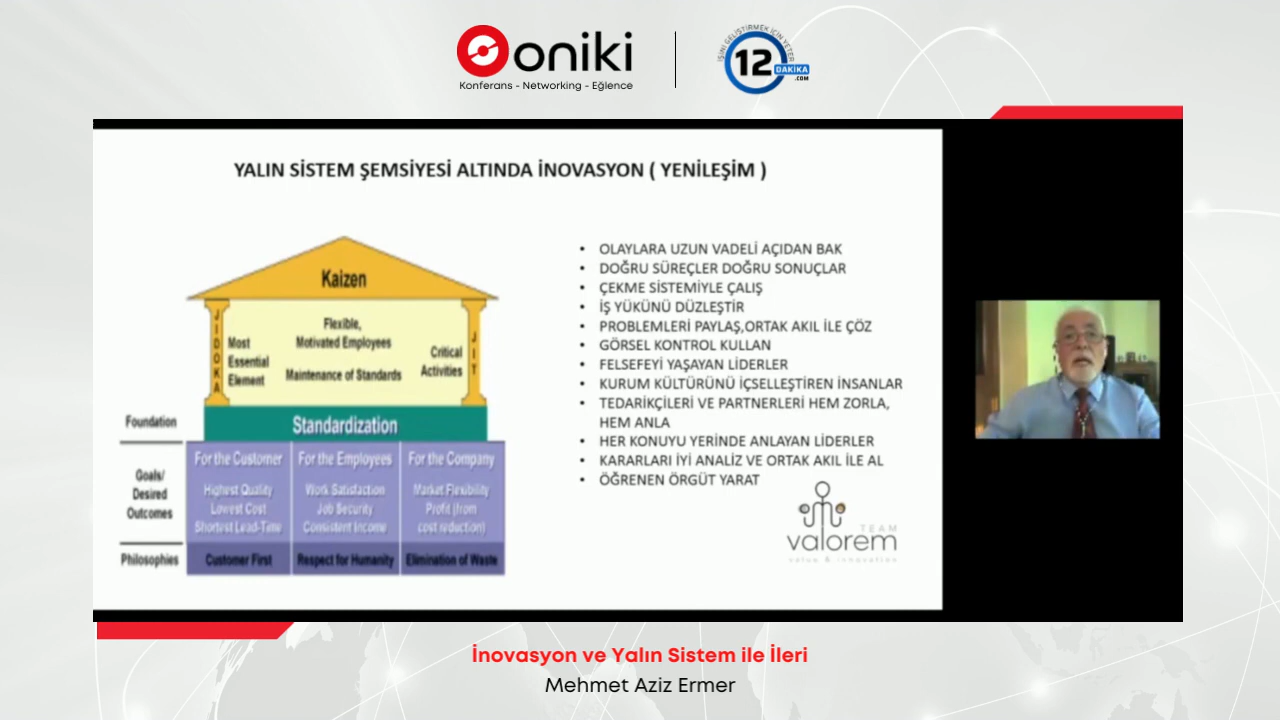 oniki
Konferans - Networking - Eğlence
İŞİNİ GELİŞTİRMEK İÇİN YETER
12
DAKİKA
.COM
YALIN SİSTEM ŞEMSİYESİ ALTINDA İNOVASYON ( YENİLEŞİM )
Kaizen
JIDOKA
Most
Essential
Element
Flexible,
Motivated Employees
Maintenance of Standards
Critical
Activities
JIT
Foundation
Standardization
Goals/
Desired
Outcomes
For the Customer
Highest Quality
Lowest Cost
Shortest Lead-Time
For the Employees
Work Satisfaction
Job Security
Consistent Income
For the Company
Market Flexibility
Profit (from
cost reduction)
Philosophies
Customer First
Respect for Humanity
Elimination of Waste
• OLAYLARA UZUN VADELİ AÇIDAN BAK
• DOĞRU SÜREÇLER DOĞRU SONUÇLAR
• ÇEKME SİSTEMİYLE ÇALIŞ
• İŞ YÜKÜNÜ DÜZLEŞTİR
• PROBLEMLERİ PAYLAŞ,ORTAK AKIL İLE ÇÖZ
• GÖRSEL KONTROL KULLAN
• FELSEFEYİ YAŞAYAN LİDERLER
• KURUM KÜLTÜRÜNÜ İÇSELLEŞTİREN İNSANLAR
• TEDARİKÇİLERİ VE PARTNERLERİ HEM ZORLA,
HEM ANLA
• HER KONUYU YERİNDE ANLAYAN LİDERLER
• KARARLARI İYİ ANALİZ VE ORTAK AKIL İLE AL
• ÖĞRENEN ÖRGÜT YARAT
TEAM
valorem
value & innovation
İnovasyon ve Yalın Sistem ile İleri
Mehmet Aziz Ermer